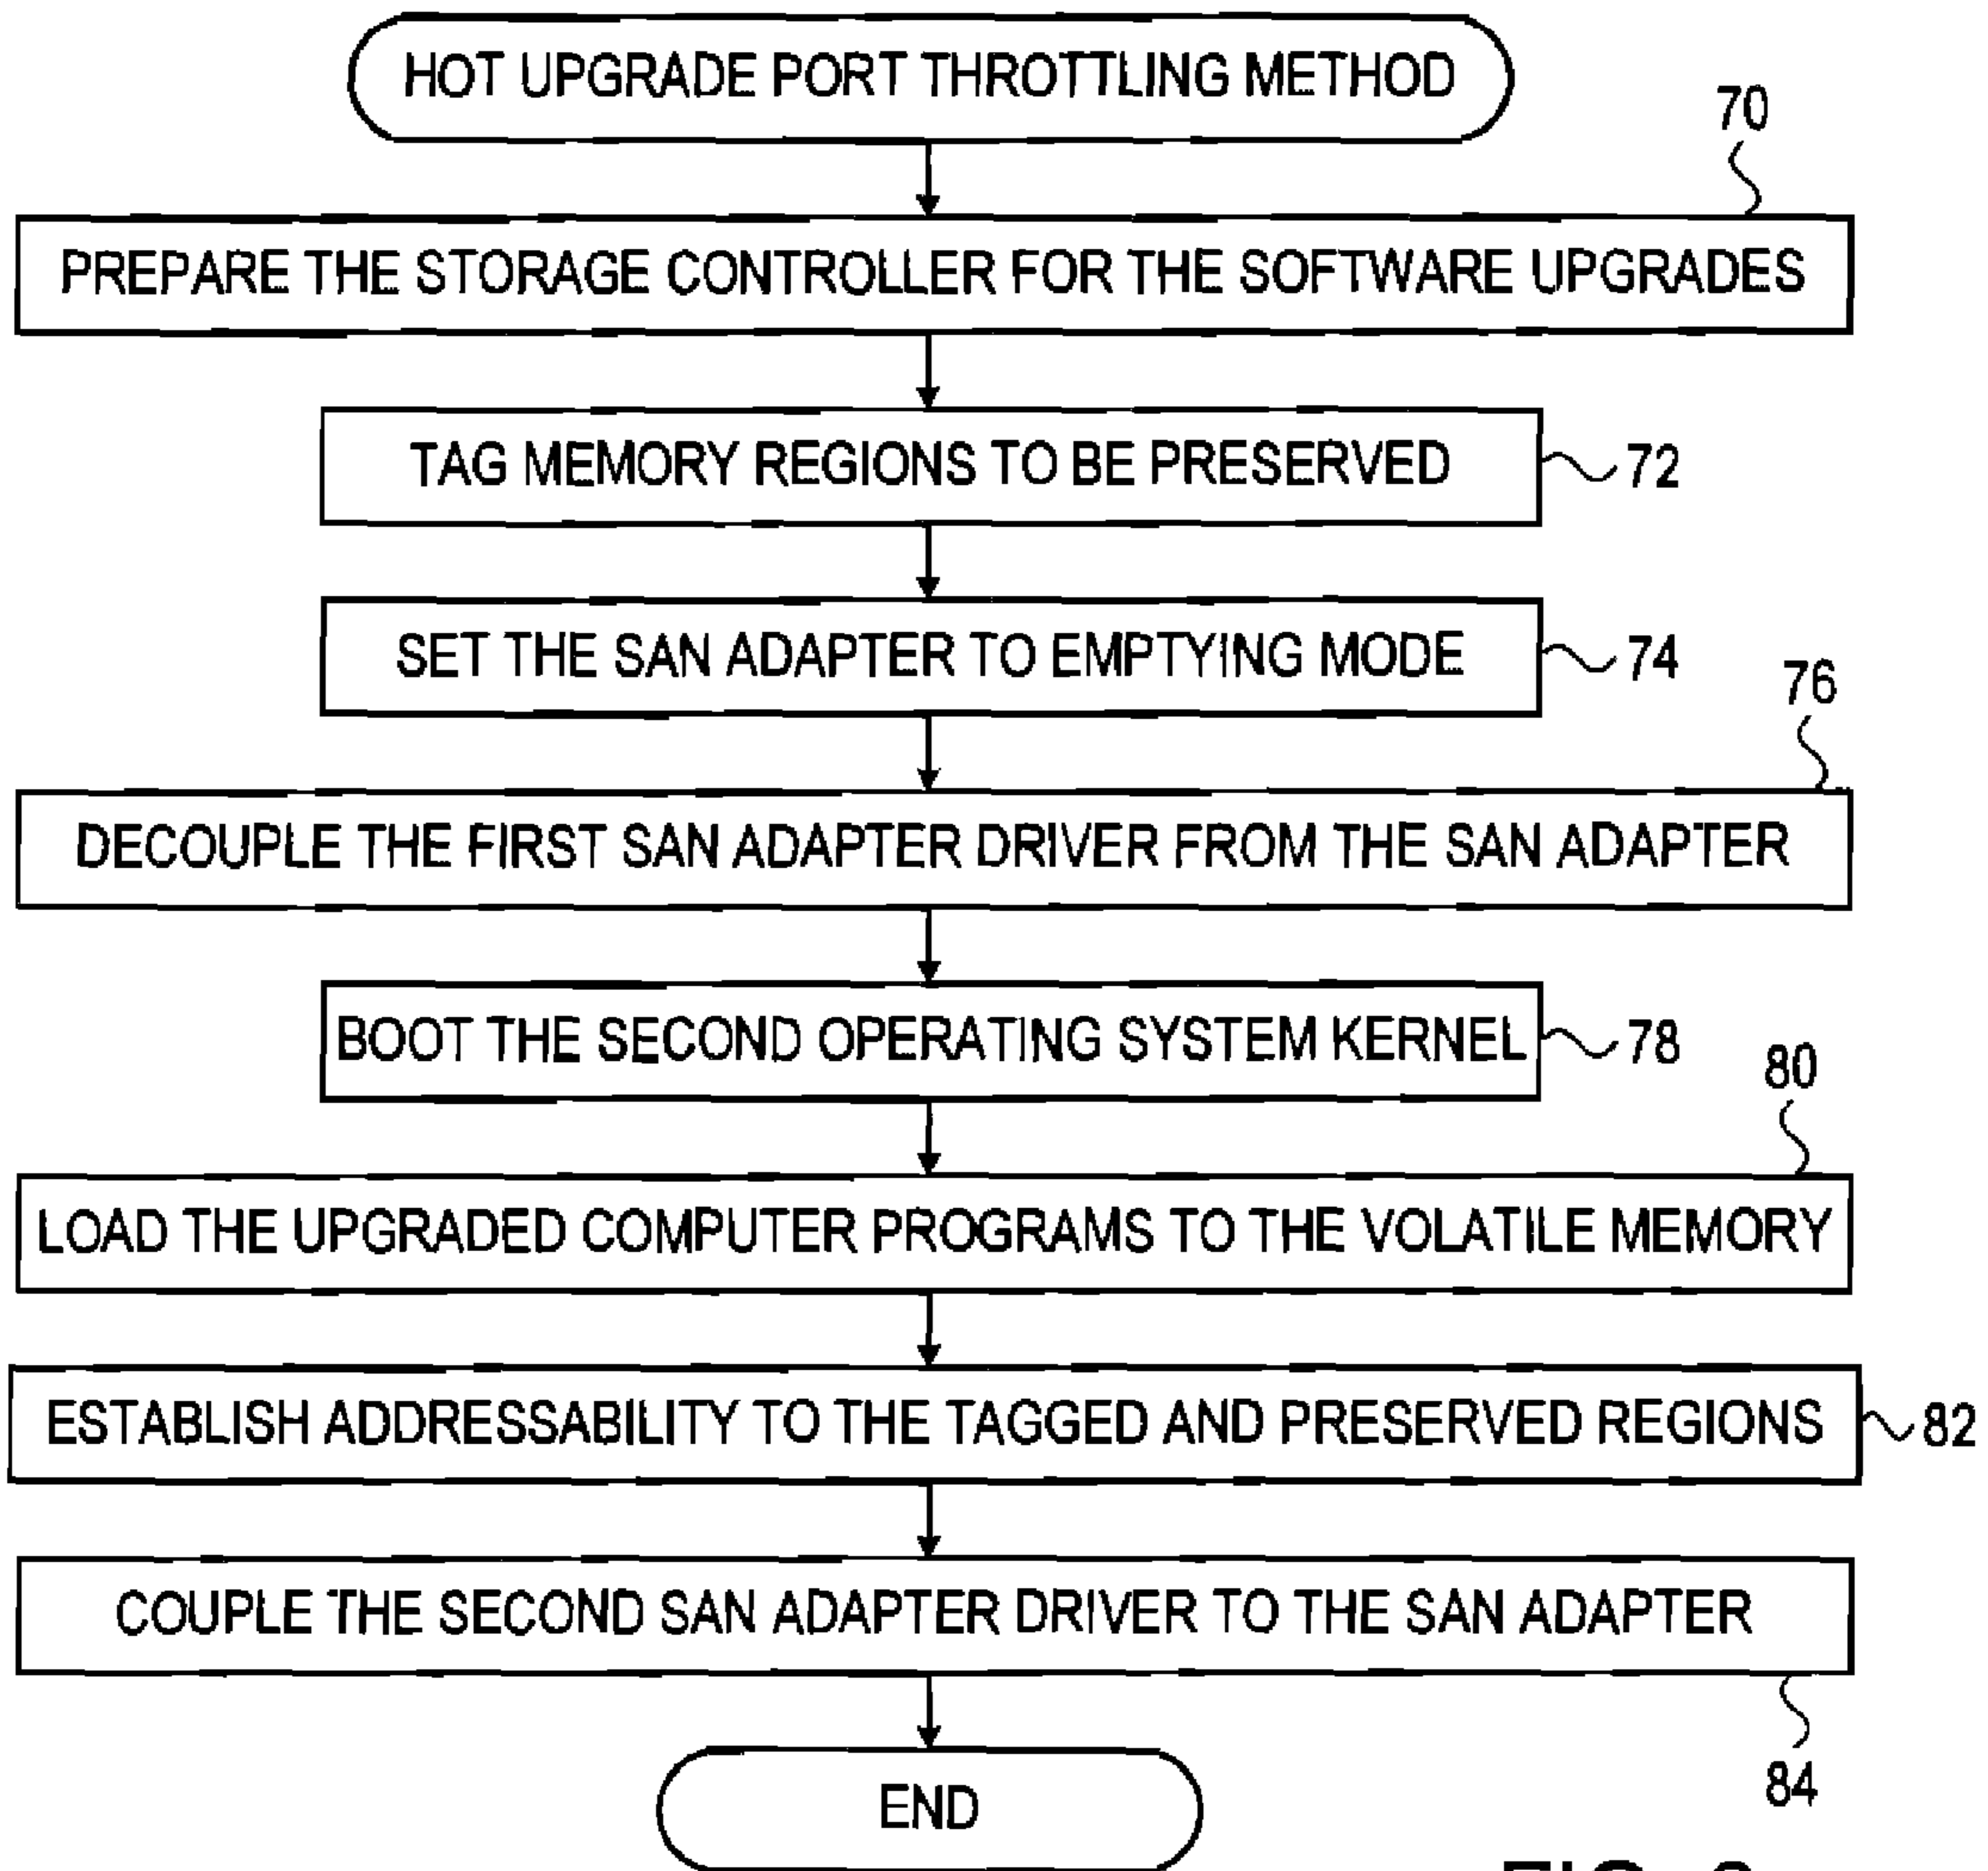 HOT UPGRADE PORT THROTTLING METHOD
70
PREPARE THE STORAGE CONTROLLER FOR THE SOFTWARE UPGRADES
TAG MEMORY REGIONS TO BE PRESERVED
72
SET THE SAN ADAPTER TO EMPTYING MODE
74
76
DECOUPLE THE FIRST SAN ADAPTER DRIVER FROM THE SAN ADAPTER
BOOT THE SECOND OPERATING SYSTEM KERNEL
78
80
LOAD THE UPGRADED COMPUTER PROGRAMS TO THE VOLATILE MEMORY
ESTABLISH ADDRESSABILITY TO THE TAGGED AND PRESERVED REGIONS
82
COUPLE THE SECOND SAN ADAPTER DRIVER TO THE SAN ADAPTER
84
END